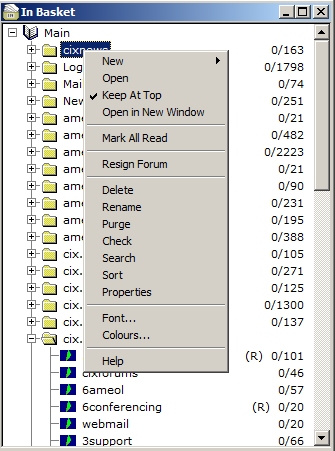 In Basket
Main
cixnews 0/163
Log 0/1798
Mai 0/74
New 0/251
ame 0/21
ame 0/482
ame 0/2223
ame 0/21
ame 0/90
ame 0/231
ame 0/195
ame 0/388
cix. 0/105
cix. 0/271
cix. 0/125
cix. 0/1300
cix. 0/137
cix.
(R) 0/101
cixforums 0/46
6ameol 0/57
6conferencing (R) 0/20
webmail 0/20
3support 0/66
New
Open
Keep At Top
Open in New Window
Mark All Read
Resign Forum
Delete
Rename
Purge
Check
Search
Sort
Properties
Font...
Colours...
Help